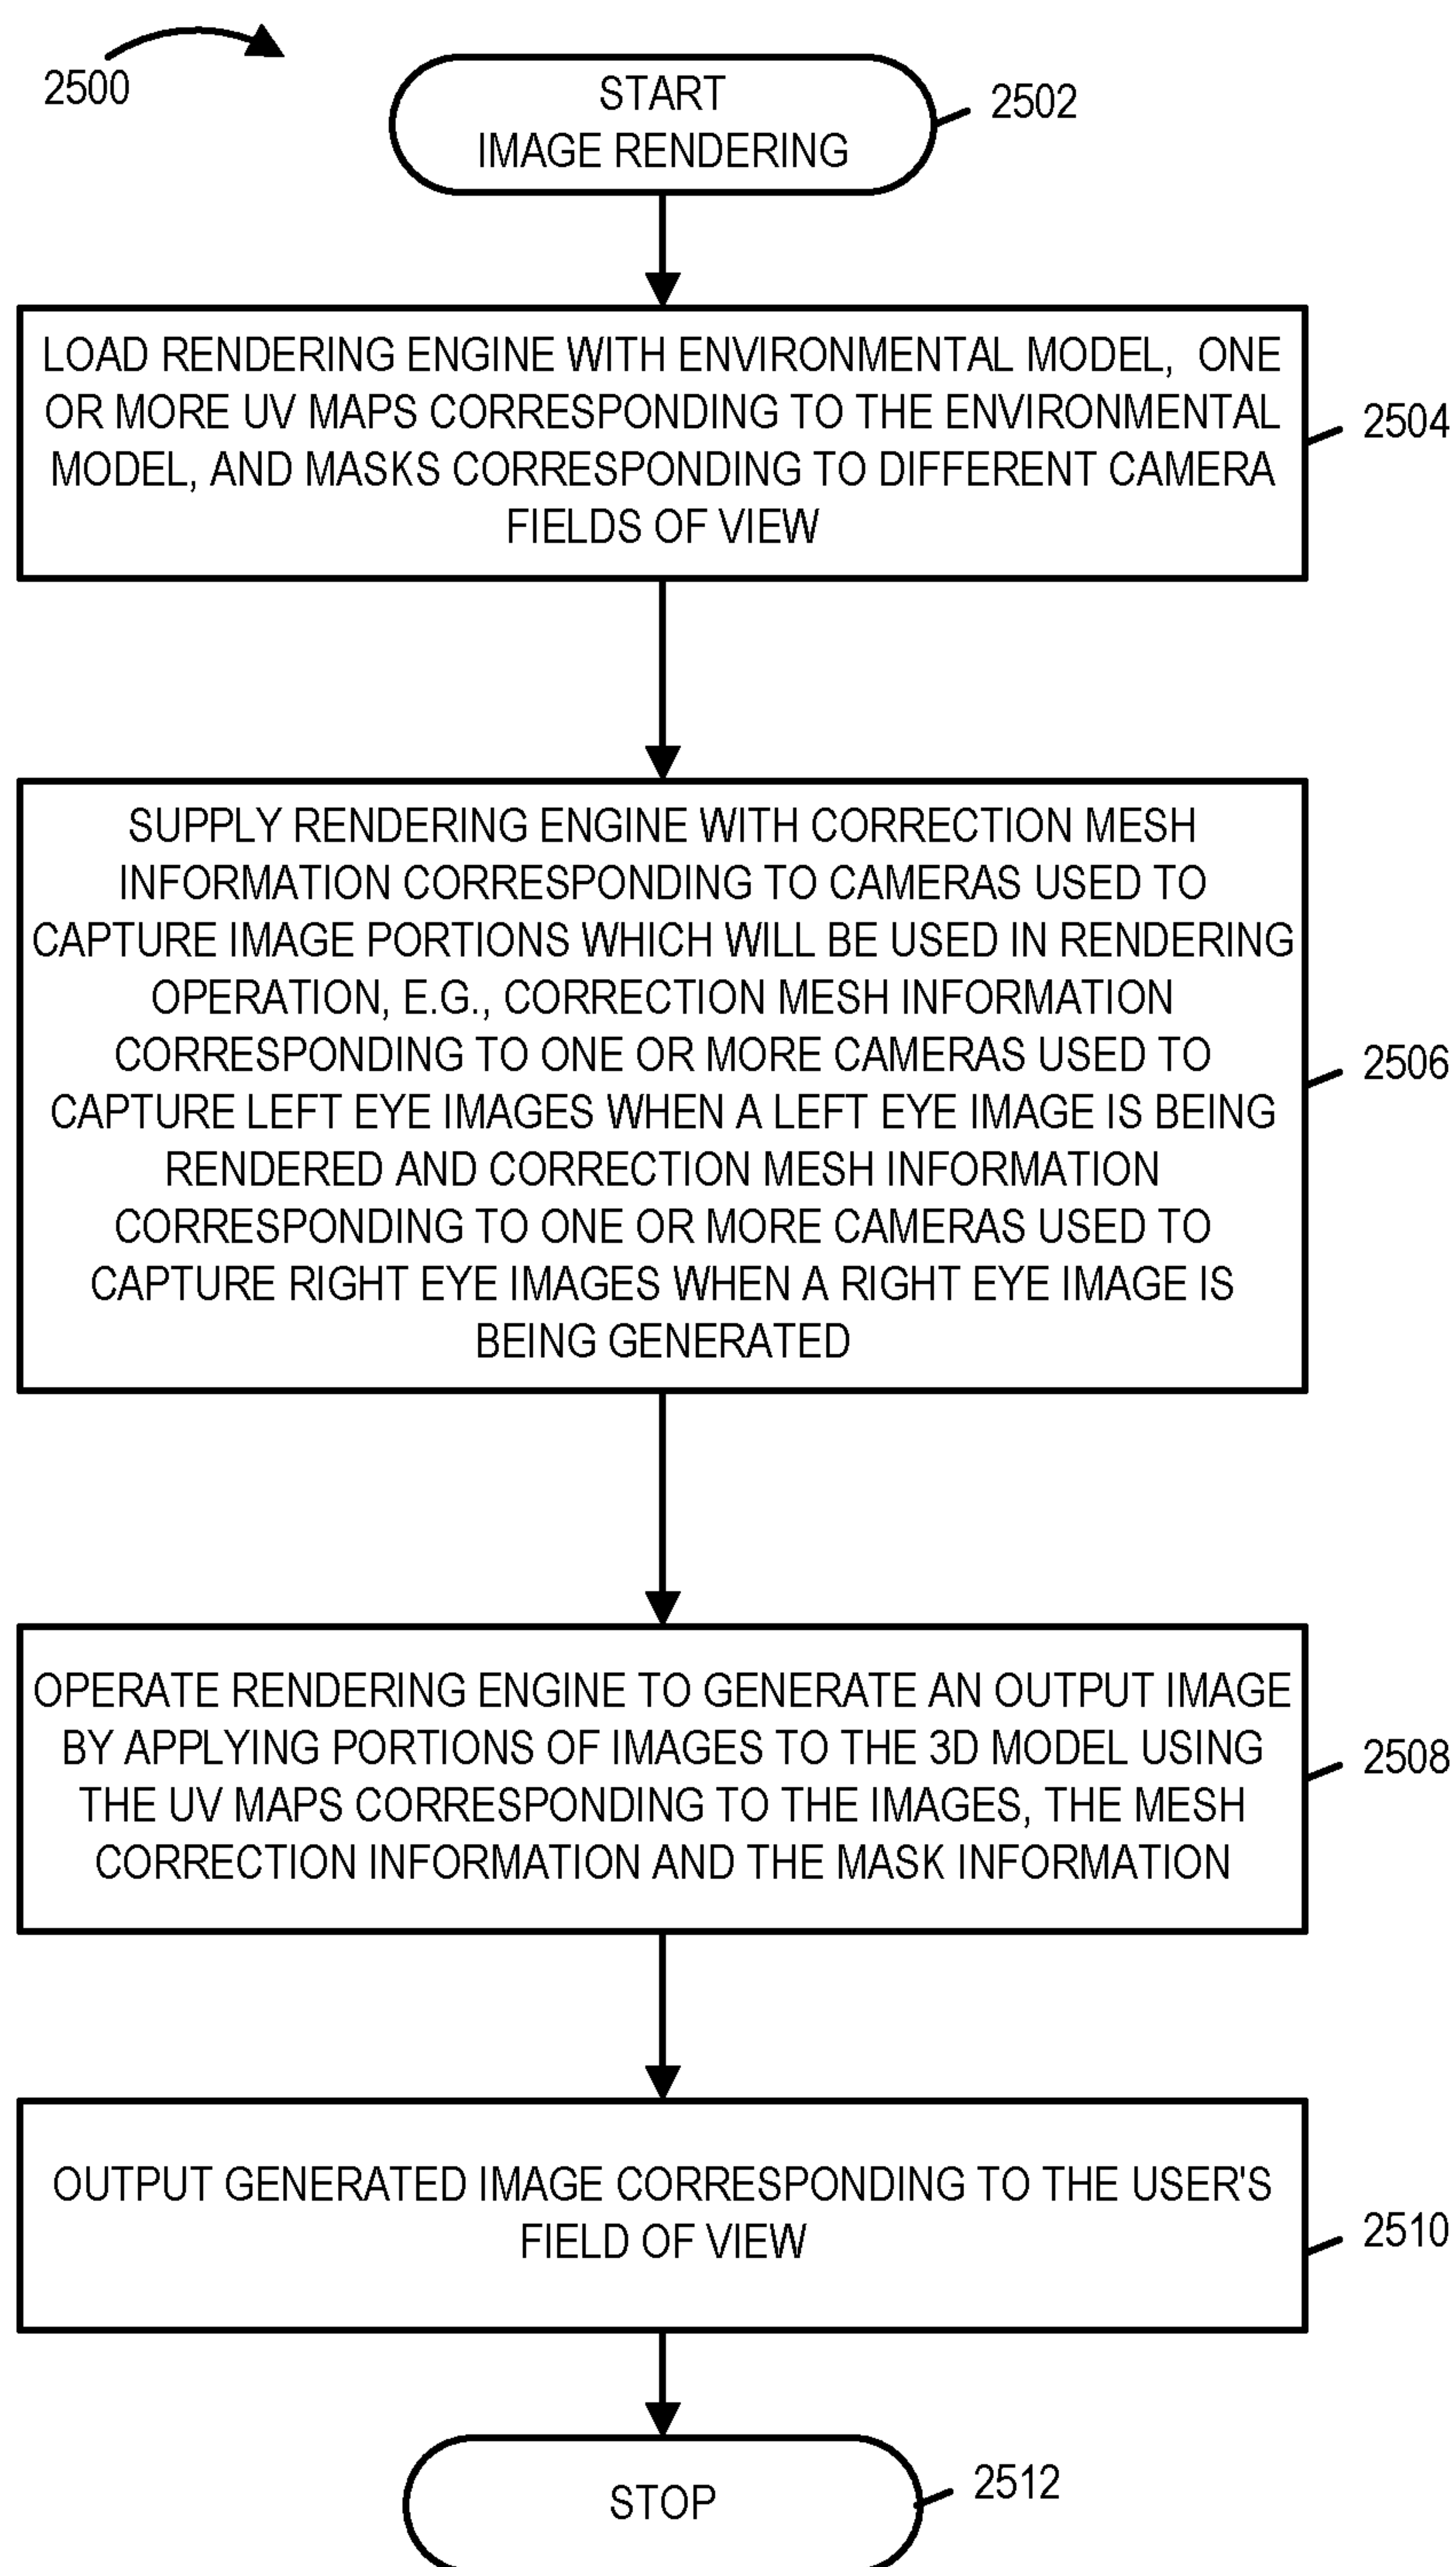 2500
START
IMAGE RENDERING
2502
LOAD RENDERING ENGINE WITH ENVIRONMENTAL MODEL, ONE
OR MORE UV MAPS CORRESPONDING TO THE ENVIRONMENTAL
MODEL, AND MASKS CORRESPONDING TO DIFFERENT CAMERA
FIELDS OF VIEW
2504
SUPPLY RENDERING ENGINE WITH CORRECTION MESH
INFORMATION CORRESPONDING TO CAMERAS USED TO
CAPTURE IMAGE PORTIONS WHICH WILL BE USED IN RENDERING
OPERATION, E.G., CORRECTION MESH INFORMATION
CORRESPONDING TO ONE OR MORE CAMERAS USED TO
CAPTURE LEFT EYE IMAGES WHEN A LEFT EYE IMAGE IS BEING
RENDERED AND CORRECTION MESH INFORMATION
CORRESPONDING TO ONE OR MORE CAMERAS USED TO
CAPTURE RIGHT EYE IMAGES WHEN A RIGHT EYE IMAGE IS
BEING GENERATED
2506
OPERATE RENDERING ENGINE TO GENERATE AN OUTPUT IMAGE
BY APPLYING PORTIONS OF IMAGES TO THE 3D MODEL USING
THE UV MAPS CORRESPONDING TO THE IMAGES, THE MESH
CORRECTION INFORMATION AND THE MASK INFORMATION
2508
OUTPUT GENERATED IMAGE CORRESPONDING TO THE USER'S
FIELD OF VIEW
2510
STOP
2512